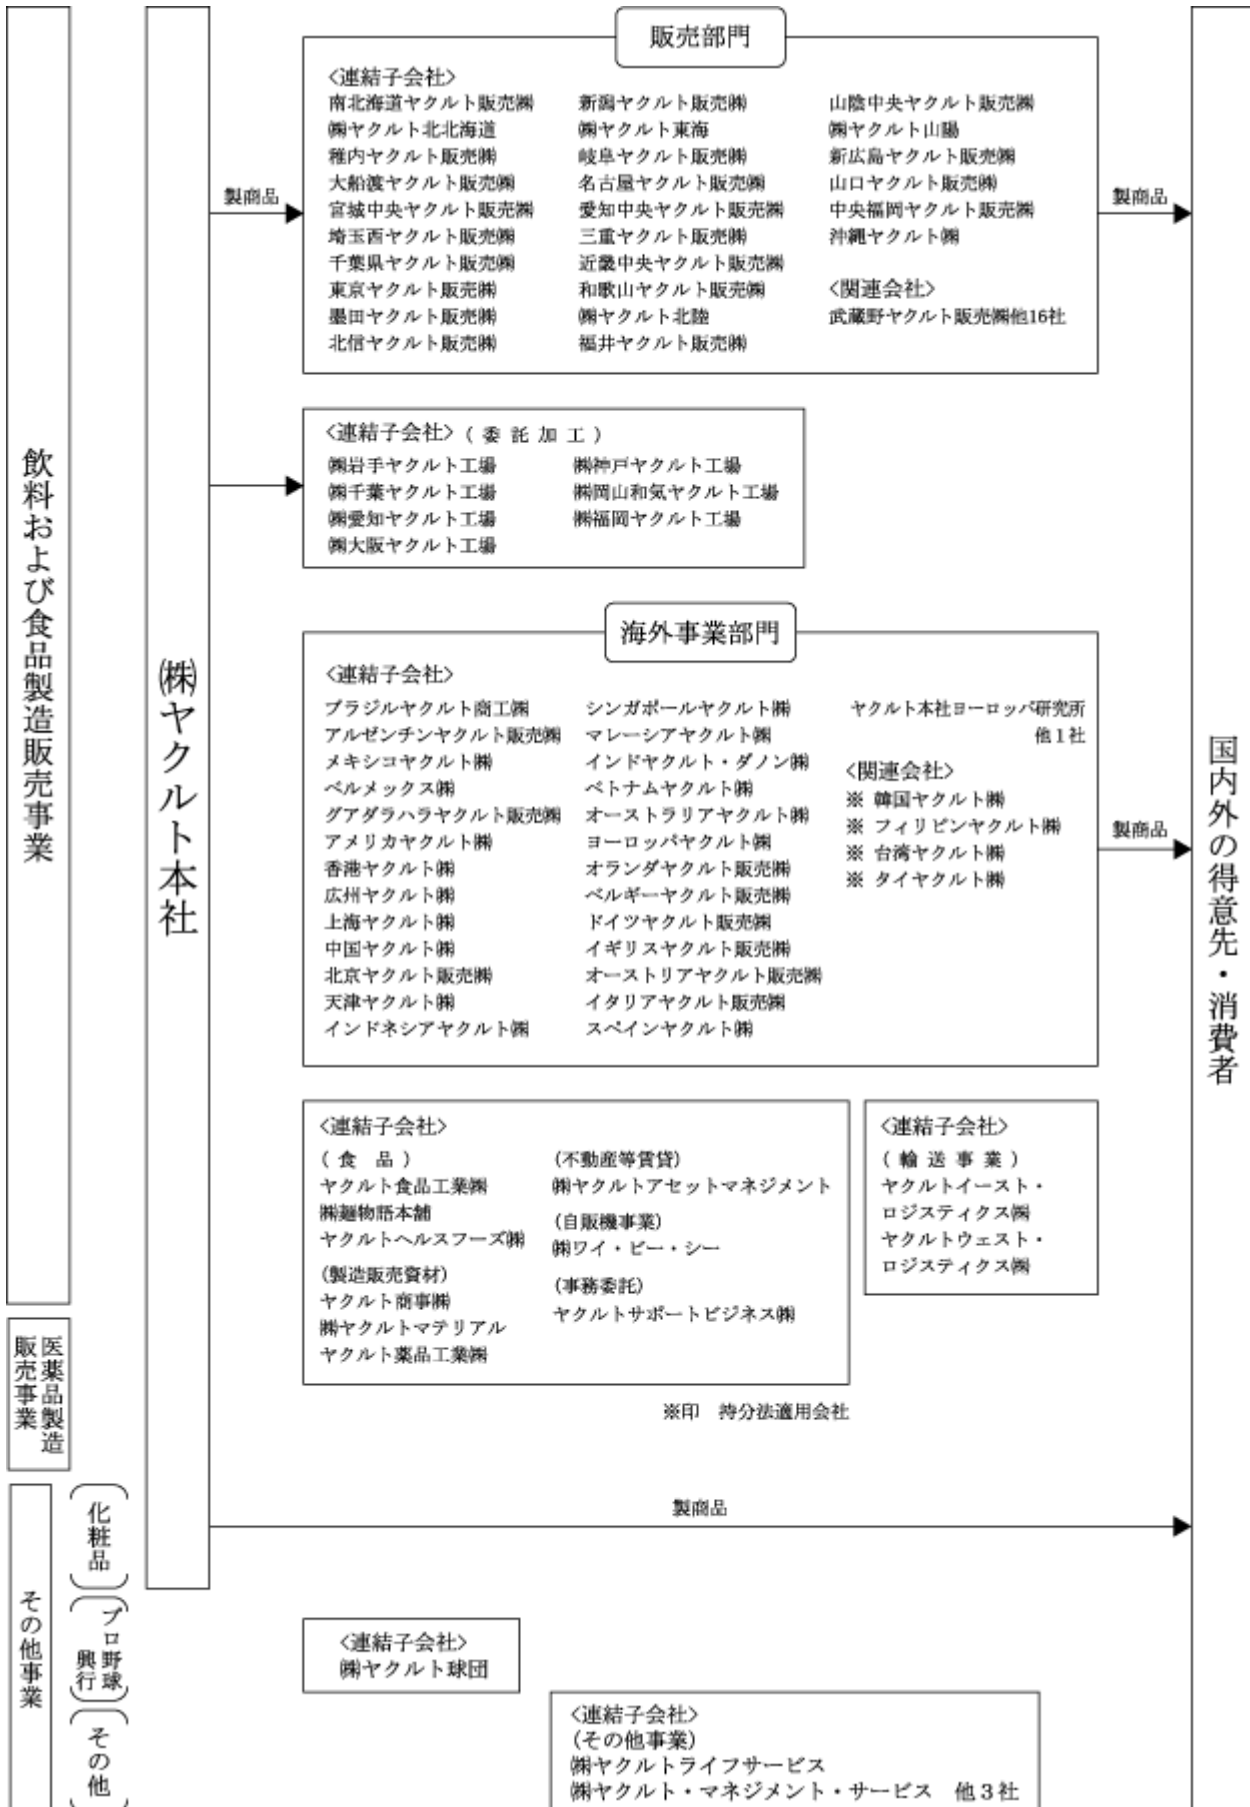 飲料および食品製造販売事業
医薬品製造
販売事業
その他事業
化粧品
プロ野球
興行
その他
㈱ヤクルト本社
製商品
販売部門
〈連結子会社〉
南北海道ヤクルト販売㈱
㈱ヤクルト北北海道
稚内ヤクルト販売㈱
大船渡ヤクルト販売㈱
宮城中央ヤクルト販売㈱
埼玉西ヤクルト販売㈱
千葉県ヤクルト販売㈱
東京ヤクルト販売㈱
墨田ヤクルト販売㈱
北信ヤクルト販売㈱
新潟ヤクルト販売㈱
㈱ヤクルト東海
岐阜ヤクルト販売㈱
名古屋ヤクルト販売㈱
愛知中央ヤクルト販売㈱
三重ヤクルト販売㈱
近畿中央ヤクルト販売㈱
和歌山ヤクルト販売㈱
㈱ヤクルト北陸
福井ヤクルト販売㈱
山陰中央ヤクルト販売㈱
㈱ヤクルト山陽
新広島ヤクルト販売㈱
山口ヤクルト販売㈱
中央福岡ヤクルト販売㈱
沖縄ヤクルト㈱
〈関連会社〉
武蔵野ヤクルト販売㈱他16社
製商品
〈連結子会社〉(委託加工)
㈱岩手ヤクルト工場
㈱千葉ヤクルト工場
㈱愛知ヤクルト工場
㈱大阪ヤクルト工場
㈱神戸ヤクルト工場
㈱岡山和気ヤクルト工場
㈱福岡ヤクルト工場
海外事業部門
〈連結子会社〉
ブラジルヤクルト商工㈱
アルゼンチンヤクルト販売㈱
メキシコヤクルト㈱
ベルメックス㈱
グアダラハラヤクルト販売㈱
アメリカヤクルト㈱
香港ヤクルト㈱
広州ヤクルト㈱
上海ヤクルト㈱
中国ヤクルト㈱
北京ヤクルト販売㈱
天津ヤクルト㈱
インドネシアヤクルト㈱
シンガポールヤクルト㈱
マレーシアヤクルト㈱
インドヤクルト・ダノン㈱
ベトナムヤクルト㈱
オーストラリアヤクルト㈱
ヨーロッパヤクルト㈱
オランダヤクルト販売㈱
ベルギーヤクルト販売㈱
ドイツヤクルト販売㈱
イギリスヤクルト販売㈱
オーストリアヤクルト販売㈱
イタリアヤクルト販売㈱
スペインヤクルト㈱
ヤクルト本社ヨーロッパ研究所
他1社
〈関連会社〉
※ 韓国ヤクルト㈱
※ フィリピンヤクルト㈱
※ 台湾ヤクルト㈱
※ タイヤクルト㈱
製商品
〈連結子会社〉
(食品)
ヤクルト食品工業㈱
㈱麺物語本舗
ヤクルトヘルスフーズ㈱
(製造販売資材)
ヤクルト商事㈱
㈱ヤクルトマテリアル
ヤクルト薬品工業㈱
(不動産等賃貸)
㈱ヤクルトアセットマネジメント
(自販機事業)
㈱ワイ・ビー・シー
(事務委託)
ヤクルトサポートビジネス㈱
〈連結子会社〉
(輸送事業)
ヤクルトイースト・
ロジスティクス㈱
ヤクルトウェスト・
ロジスティクス㈱
※印 持分法適用会社
製商品
〈連結子会社〉
㈱ヤクルト球団
〈連結子会社〉
(その他事業)
㈱ヤクルトライフサービス
㈱ヤクルト・マネジメント・サービス 他3社
国内外の得意先・消費者